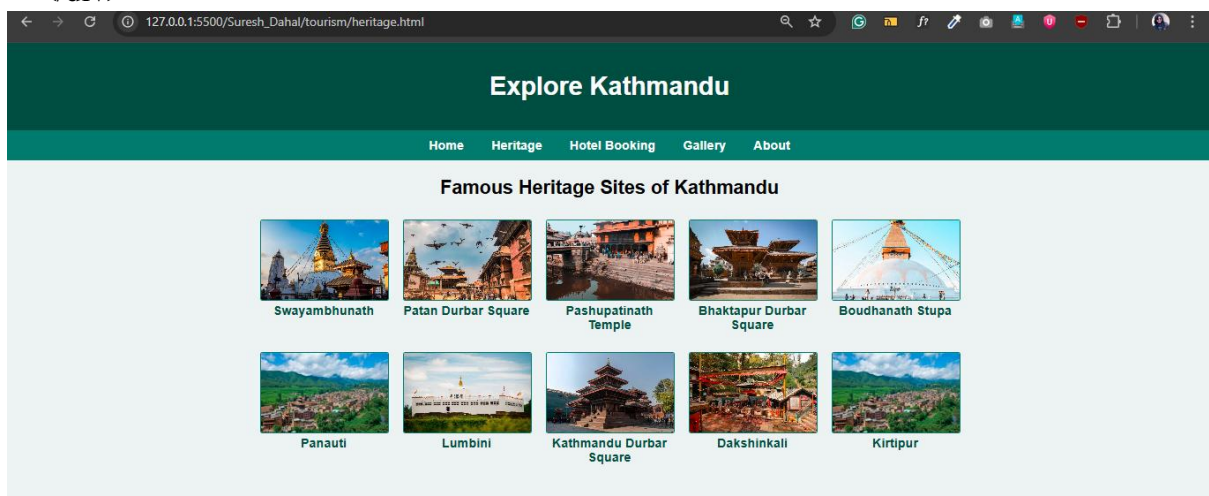 127.0.0.1:5500/Suresh_Dahal/tourism/heritage.html
Explore Kathmandu
Home Heritage Hotel Booking Gallery About
Famous Heritage Sites of Kathmandu
Swayambhunath Patan Durbar Square Pashupatinath Bhaktapur Durbar Boudhanath Stupa
Temple Square
Panauti Lumbini Kathmandu Durbar Dakshinkali Kirtipur
Square